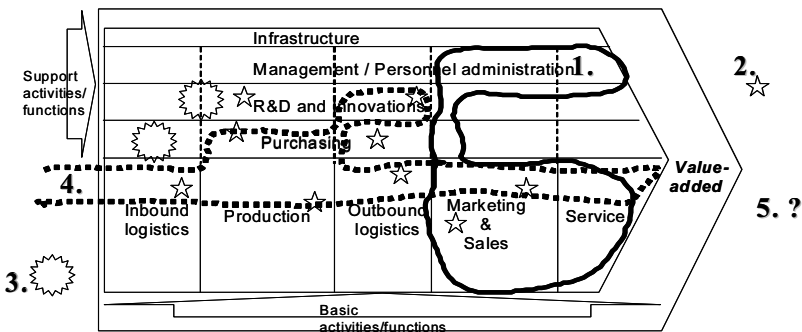 Infrastructure
Management / Personnel administration
1.
2.
Support
activities/
functions
R&D and Innovations
Purchasing
Value-
added
4.
Inbound
logistics
Production
Outbound
logistics
Marketing
&
Sales
Service
5. ?
3.
Basic
activities/functions